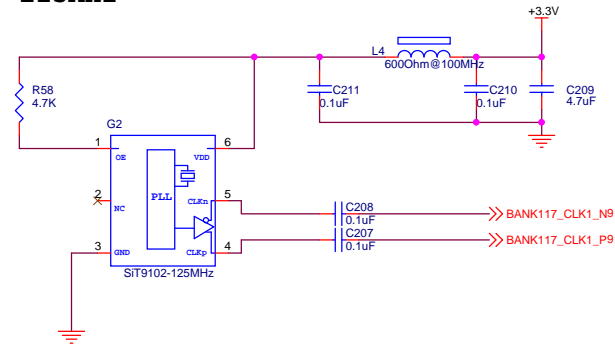 +3.3V
L4
600Ohm@100MHz
R58
4.7K
C211
0.1uF
C210
0.1uF
C209
4.7uF
G2
1
OE
VDD
6
2
NC
PLL
CLKn
5
3
GND
CLKp
4
SiT9102-125MHz
C208
0.1uF
BANK117_CLK1_N9
C207
0.1uF
BANK117_CLK1_P9